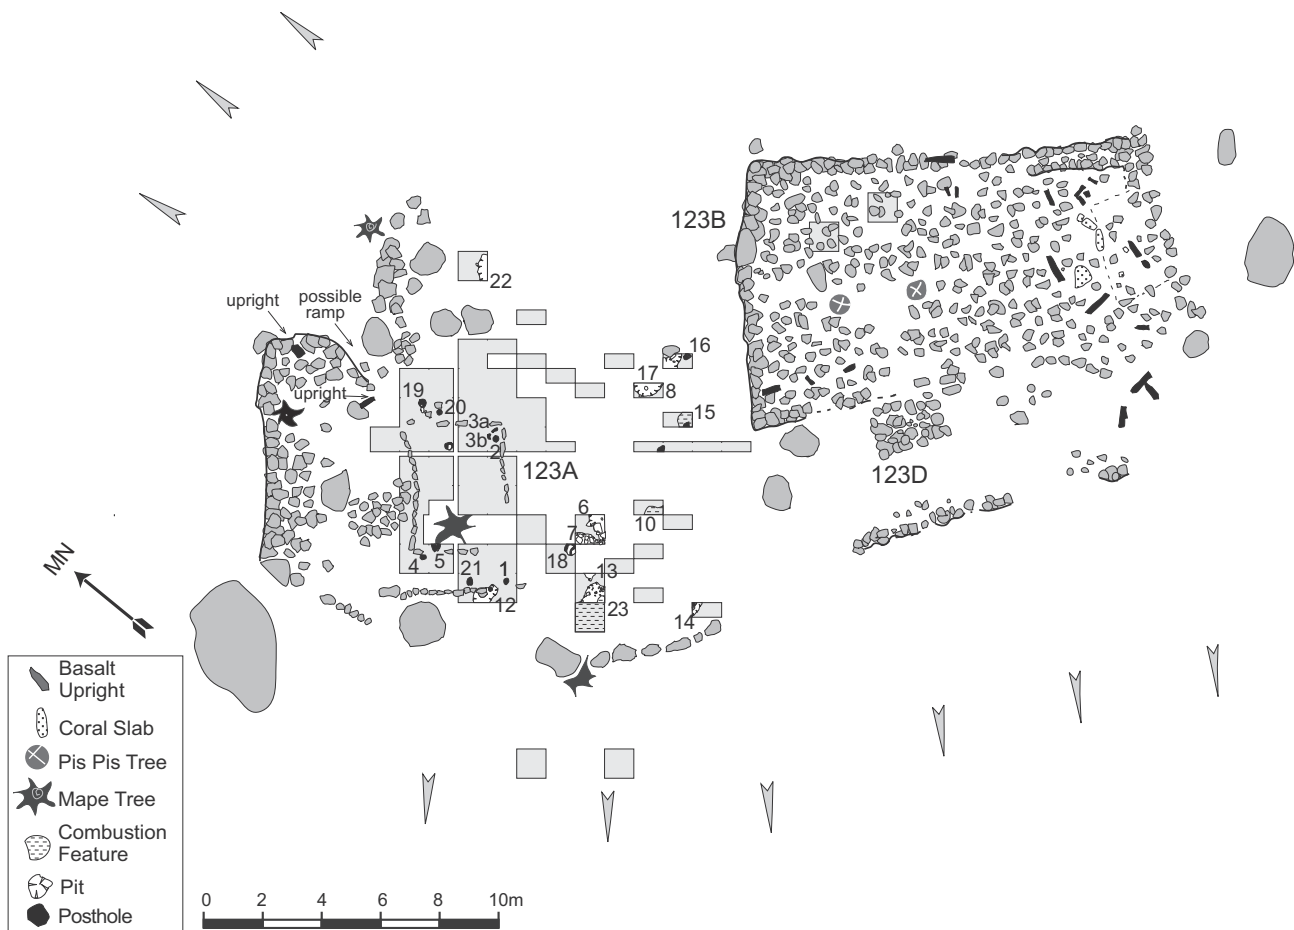 123B
22
upright
possible
ramp
16
17
8
upright
19
20
3a
3b
2
15
123A
123D
6
7
10
18
13
4
5
21
1
12
23
14
MN
Basalt
Upright
Coral Slab
Pis Pis Tree
Mape Tree
Combustion
Feature
Pit
Posthole
0 2 4 6 8 10m